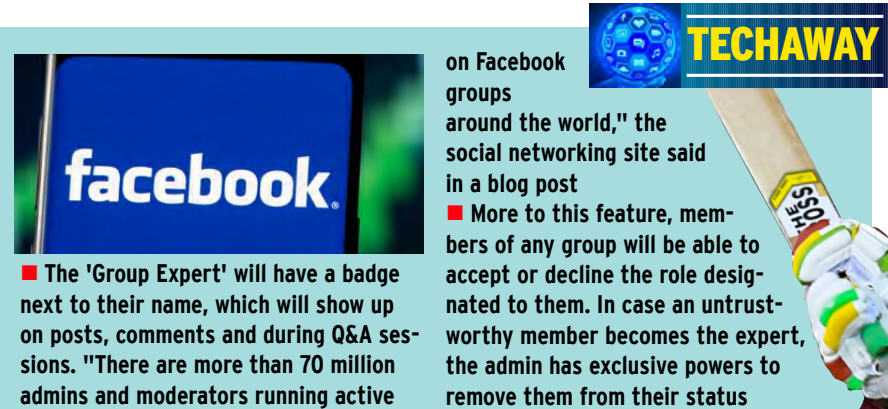 TECHAWAY
facebook
■ The 'Group Expert' will have a badge
next to their name, which will show up
on posts, comments and during Q&A ses-
sions. "There are more than 70 million
admins and moderators running active
on Facebook
groups
around the world," the
social networking site said
in a blog post
■ More to this feature, mem-
bers of any group will be able to
accept or decline the role desig-
nated to them. In case an untrust-
worthy member becomes the expert,
the admin has exclusive powers to
remove them from their status